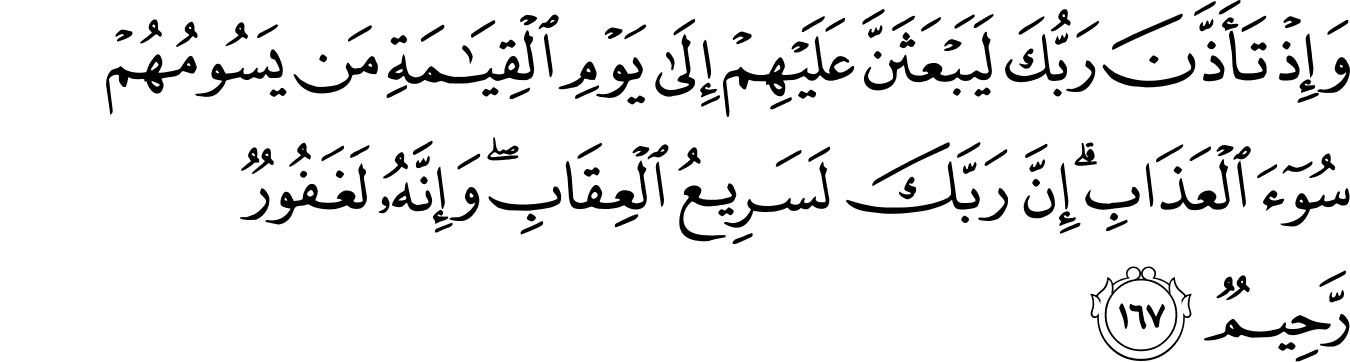 وَإِذۡ تَأَذَّنَ رَبُّكَ لَيَبۡعَثَنَّ عَلَيۡهِمۡ إِلَىٰ يَوۡمِ ٱلۡقِيَٰمَةِ مَن يَسُومُهُمۡ
سُوٓءَ ٱلۡعَذَابِۗ إِنَّ رَبَّكَ لَسَرِيعُ ٱلۡعِقَابِۖ وَإِنَّهُۥ لَغَفُورٞ
رَّحِيمٞ ١٦٧